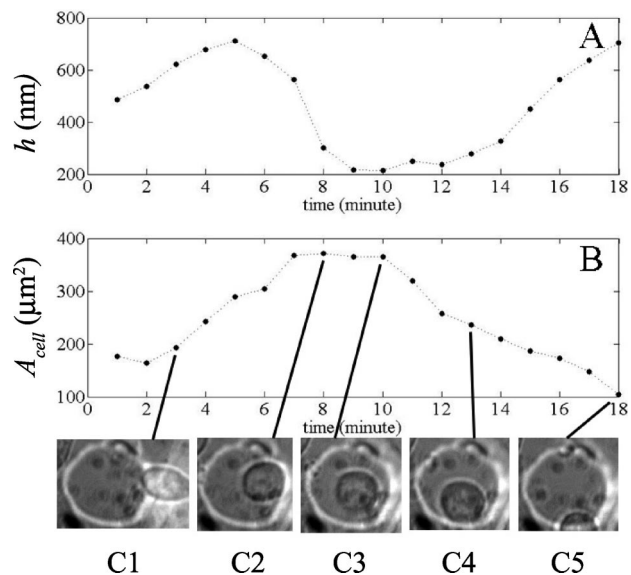 800
A
600
h (nm)
400
200
0 2 4 6 8 10 12 14 16 18
time (minute)
400
B
300
A_cell (μm²)
200
100
0 2 4 6 8 10 12 14 16 18
time (minute)
C1 C2 C3 C4 C5